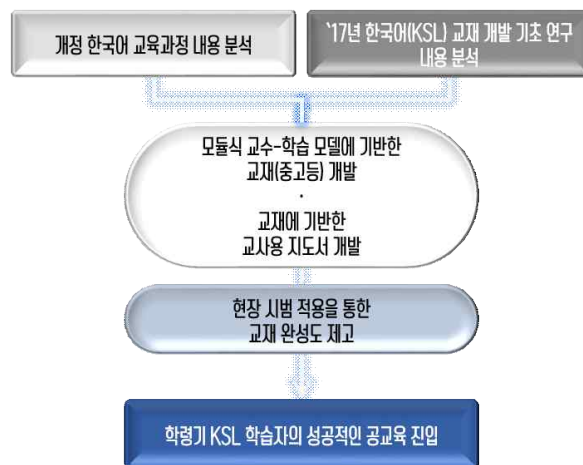 개정 한국어 교육과정 내용 분석
'17년 한국어(KSL) 교재 개발 기초 연구
내용 분석
모듈식 교수-학습 모델에 기반한
교재(중고등) 개발
·
교재에 기반한
교사용 지도서 개발
현장 시범 적용을 통한
교재 완성도 제고
학령기 KSL 학습자의 성공적인 공교육 진입